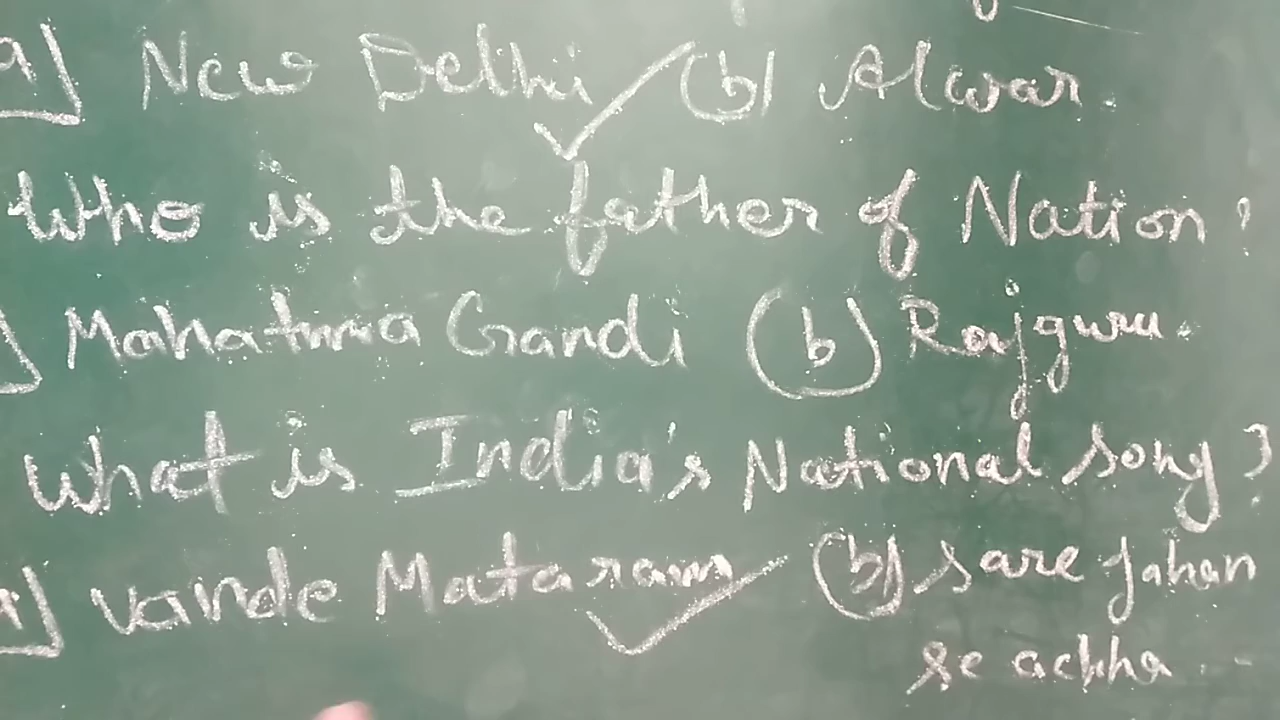 a) New Delhi ✓ (b) Alwar.
Who is the father of Nation?
) Mahatma Gandi (b) Rajguru.
What is India's National song?
a) Vande Mataram ✓ (b) sare Jahan
se achha